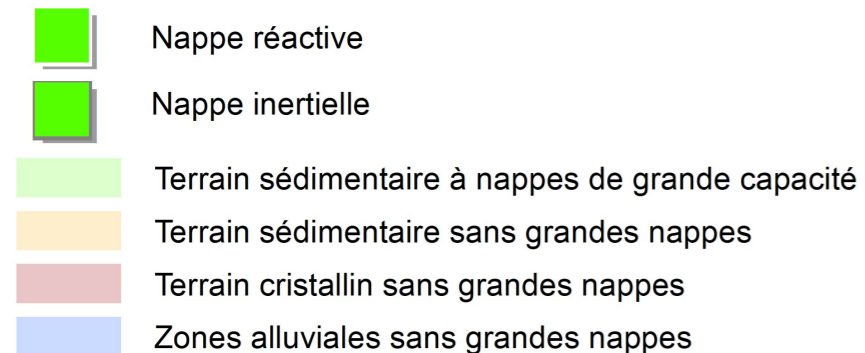 Nappe réactive
Nappe inertielle
Terrain sédimentaire à nappes de grande capacité
Terrain sédimentaire sans grandes nappes
Terrain cristallin sans grandes nappes
Zones alluviales sans grandes nappes